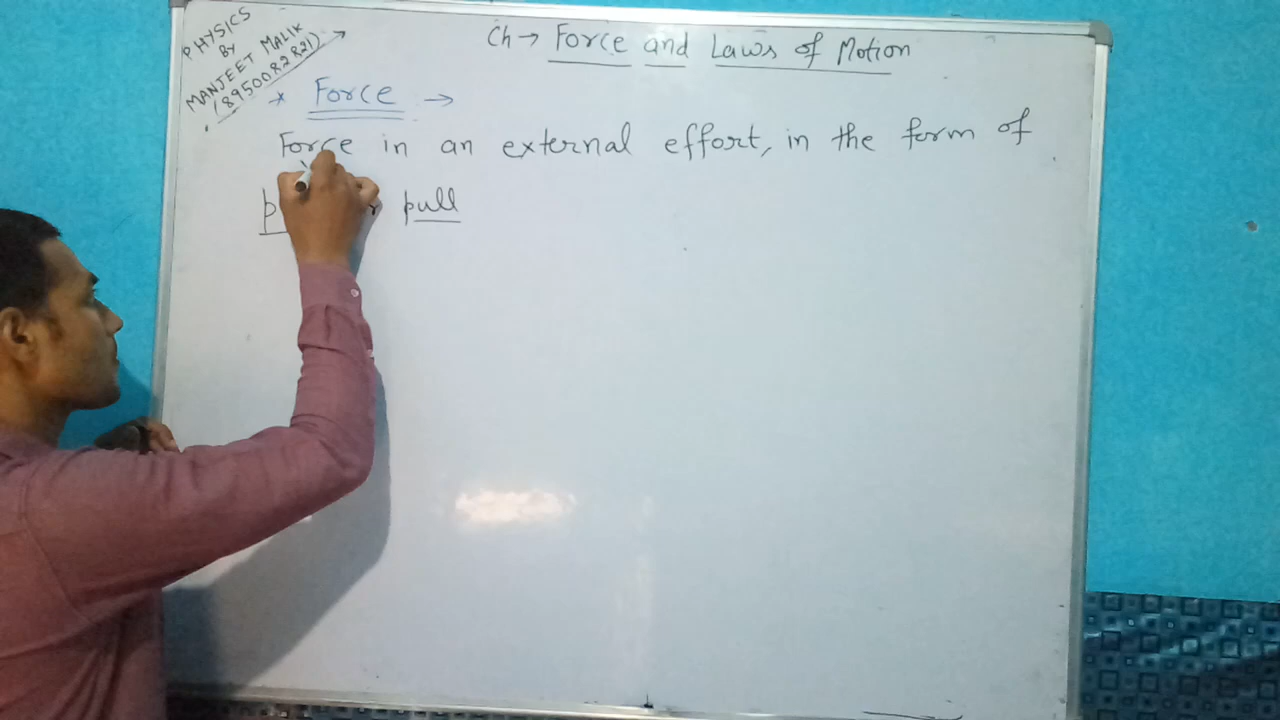 PHYSICS
By
MANJEET MALIK
(89500R2R21)
Ch→ Force and Laws of Motion
* Force →
Force in an external effort, in the form of
pull